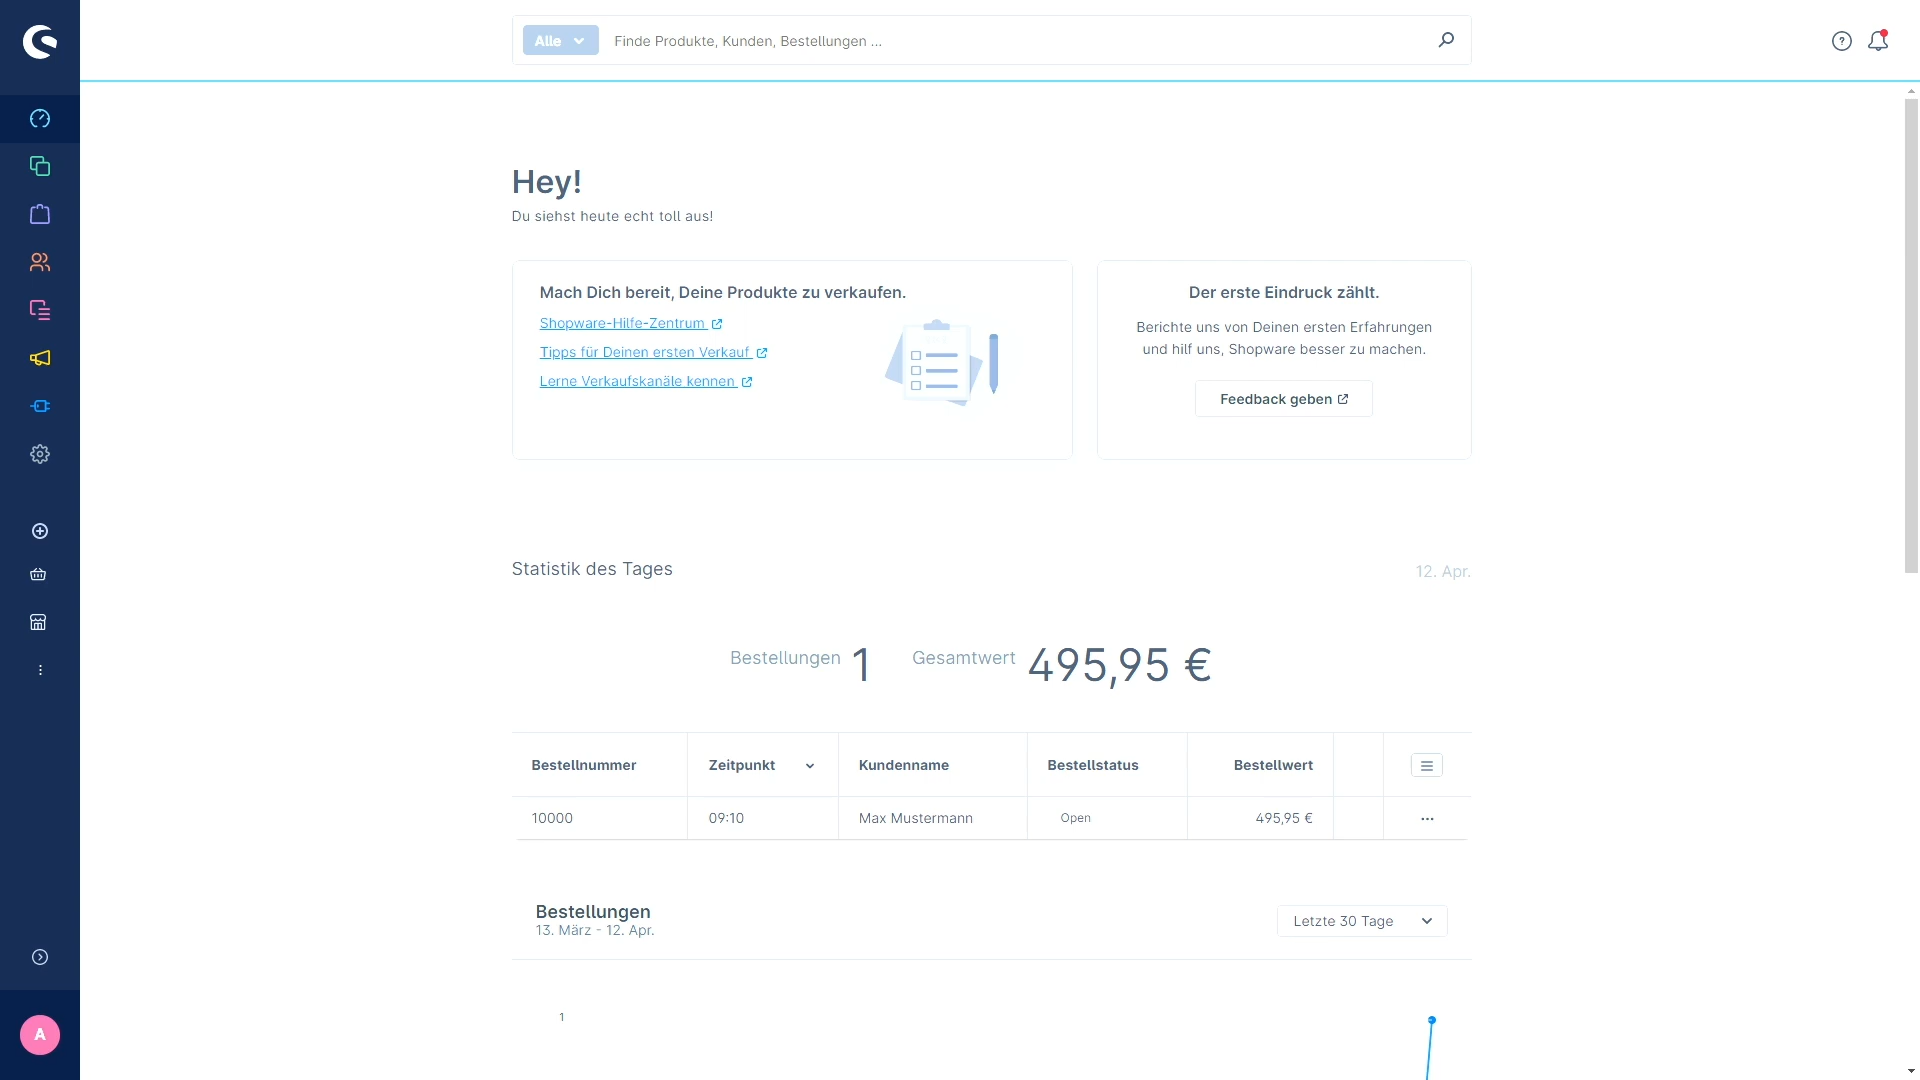 Alle
Finde Produkte, Kunden, Bestellungen ...
Hey!
Du siehst heute echt toll aus!
Mach Dich bereit, Deine Produkte zu verkaufen.
Shopware-Hilfe-Zentrum
Tipps für Deinen ersten Verkauf
Lerne Verkaufskanäle kennen
Der erste Eindruck zählt.
Berichte uns von Deinen ersten Erfahrungen
und hilf uns, Shopware besser zu machen.
Feedback geben
Statistik des Tages
12. Apr.
Bestellungen 1 Gesamtwert 495,95 €
Bestellnummer Zeitpunkt Kundenname Bestellstatus Bestellwert
10000 09:10 Max Mustermann Open 495,95 €
Bestellungen
13. März - 12. Apr.
Letzte 30 Tage
1
A